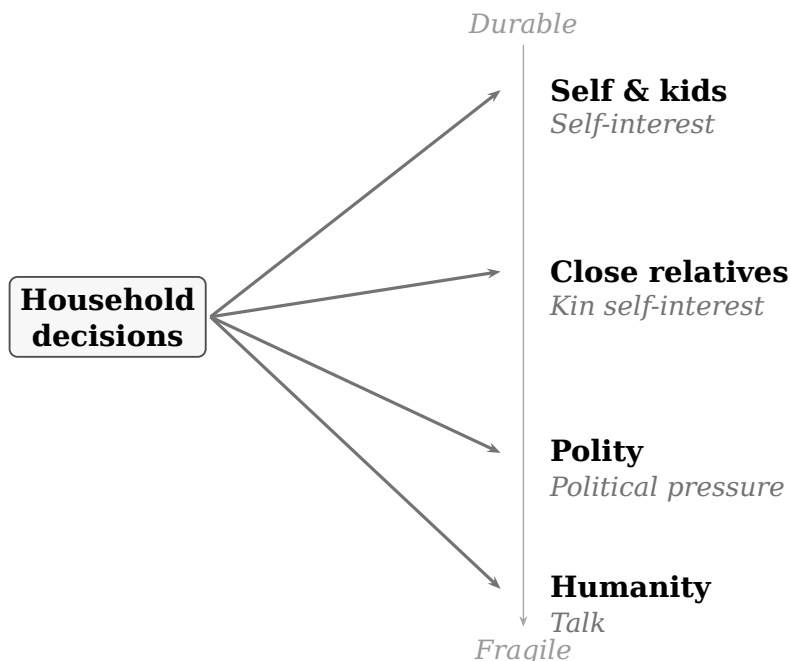 Durable
Self & kids
Self-interest
Close relatives
Kin self-interest
Household
decisions
Polity
Political pressure
Humanity
Talk
Fragile